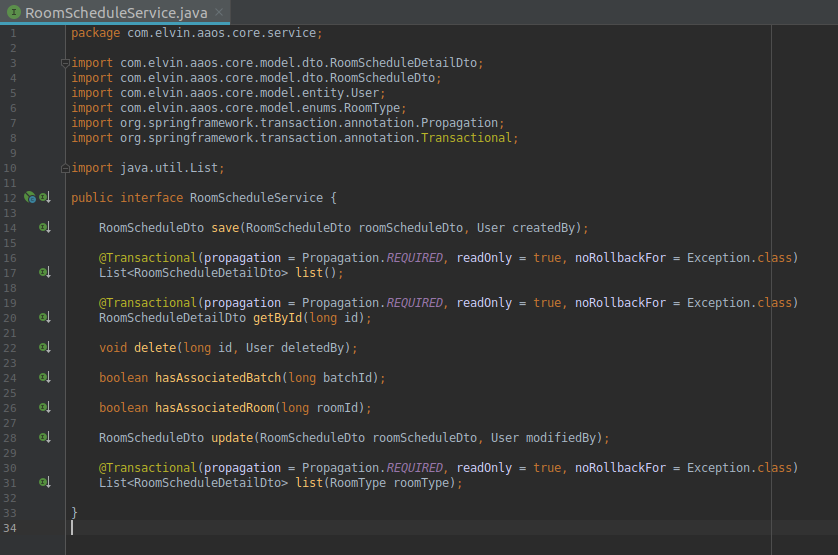 RoomScheduleService.java
1 package com.elvin.aaos.core.service;
2
3 import com.elvin.aaos.core.model.dto.RoomScheduleDetailDto;
4 import com.elvin.aaos.core.model.dto.RoomScheduleDto;
5 import com.elvin.aaos.core.model.entity.User;
6 import com.elvin.aaos.core.model.enums.RoomType;
7 import org.springframework.transaction.annotation.Propagation;
8 import org.springframework.transaction.annotation.Transactional;
9
10 import java.util.List;
11
12 public interface RoomScheduleService {
13
14 RoomScheduleDto save(RoomScheduleDto roomScheduleDto, User createdBy);
15
16 @Transactional(propagation = Propagation.REQUIRED, readOnly = true, noRollbackFor = Exception.class)
17 List<RoomScheduleDetailDto> list();
18
19 @Transactional(propagation = Propagation.REQUIRED, readOnly = true, noRollbackFor = Exception.class)
20 RoomScheduleDetailDto getById(long id);
21
22 void delete(long id, User deletedBy);
23
24 boolean hasAssociatedBatch(long batchId);
25
26 boolean hasAssociatedRoom(long roomId);
27
28 RoomScheduleDto update(RoomScheduleDto roomScheduleDto, User modifiedBy);
29
30 @Transactional(propagation = Propagation.REQUIRED, readOnly = true, noRollbackFor = Exception.class)
31 List<RoomScheduleDetailDto> list(RoomType roomType);
32
33 }
34